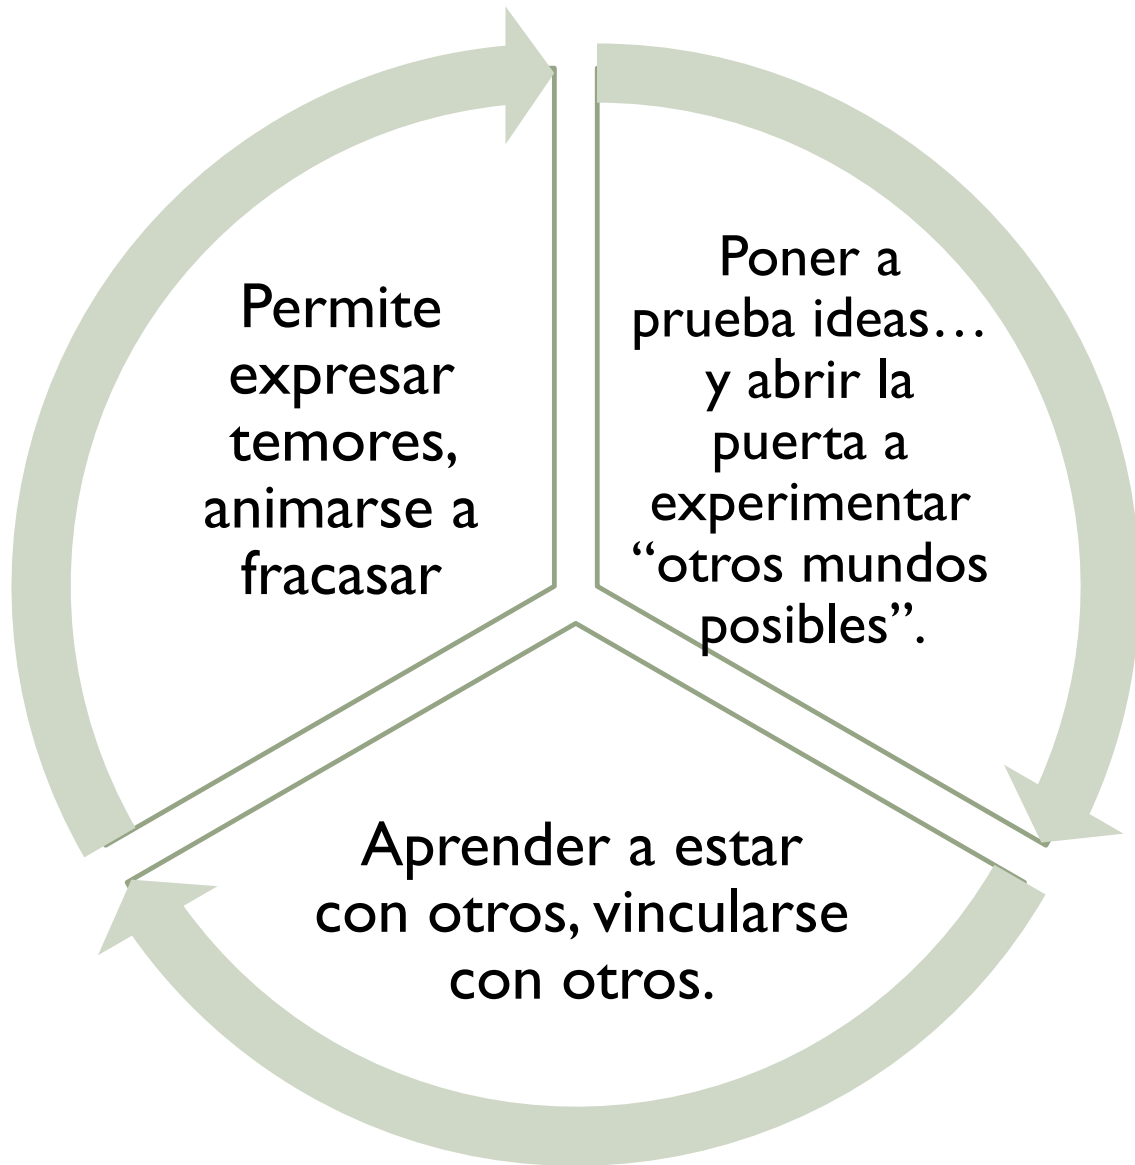 Permite
expresar
temores,
animarse a
fracasar
Poner a
prueba ideas…
y abrir la
puerta a
experimentar
“otros mundos
posibles”.
Aprender a estar
con otros, vincularse
con otros.